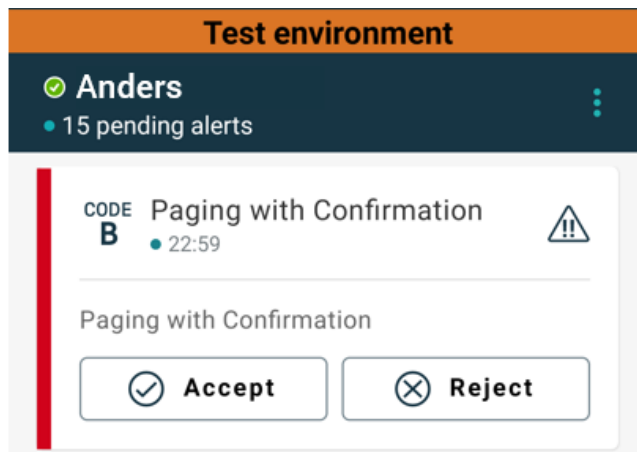 Test environment
Anders
15 pending alerts
CODE
B
Paging with Confirmation
22:59
!!
Paging with Confirmation
Accept
Reject